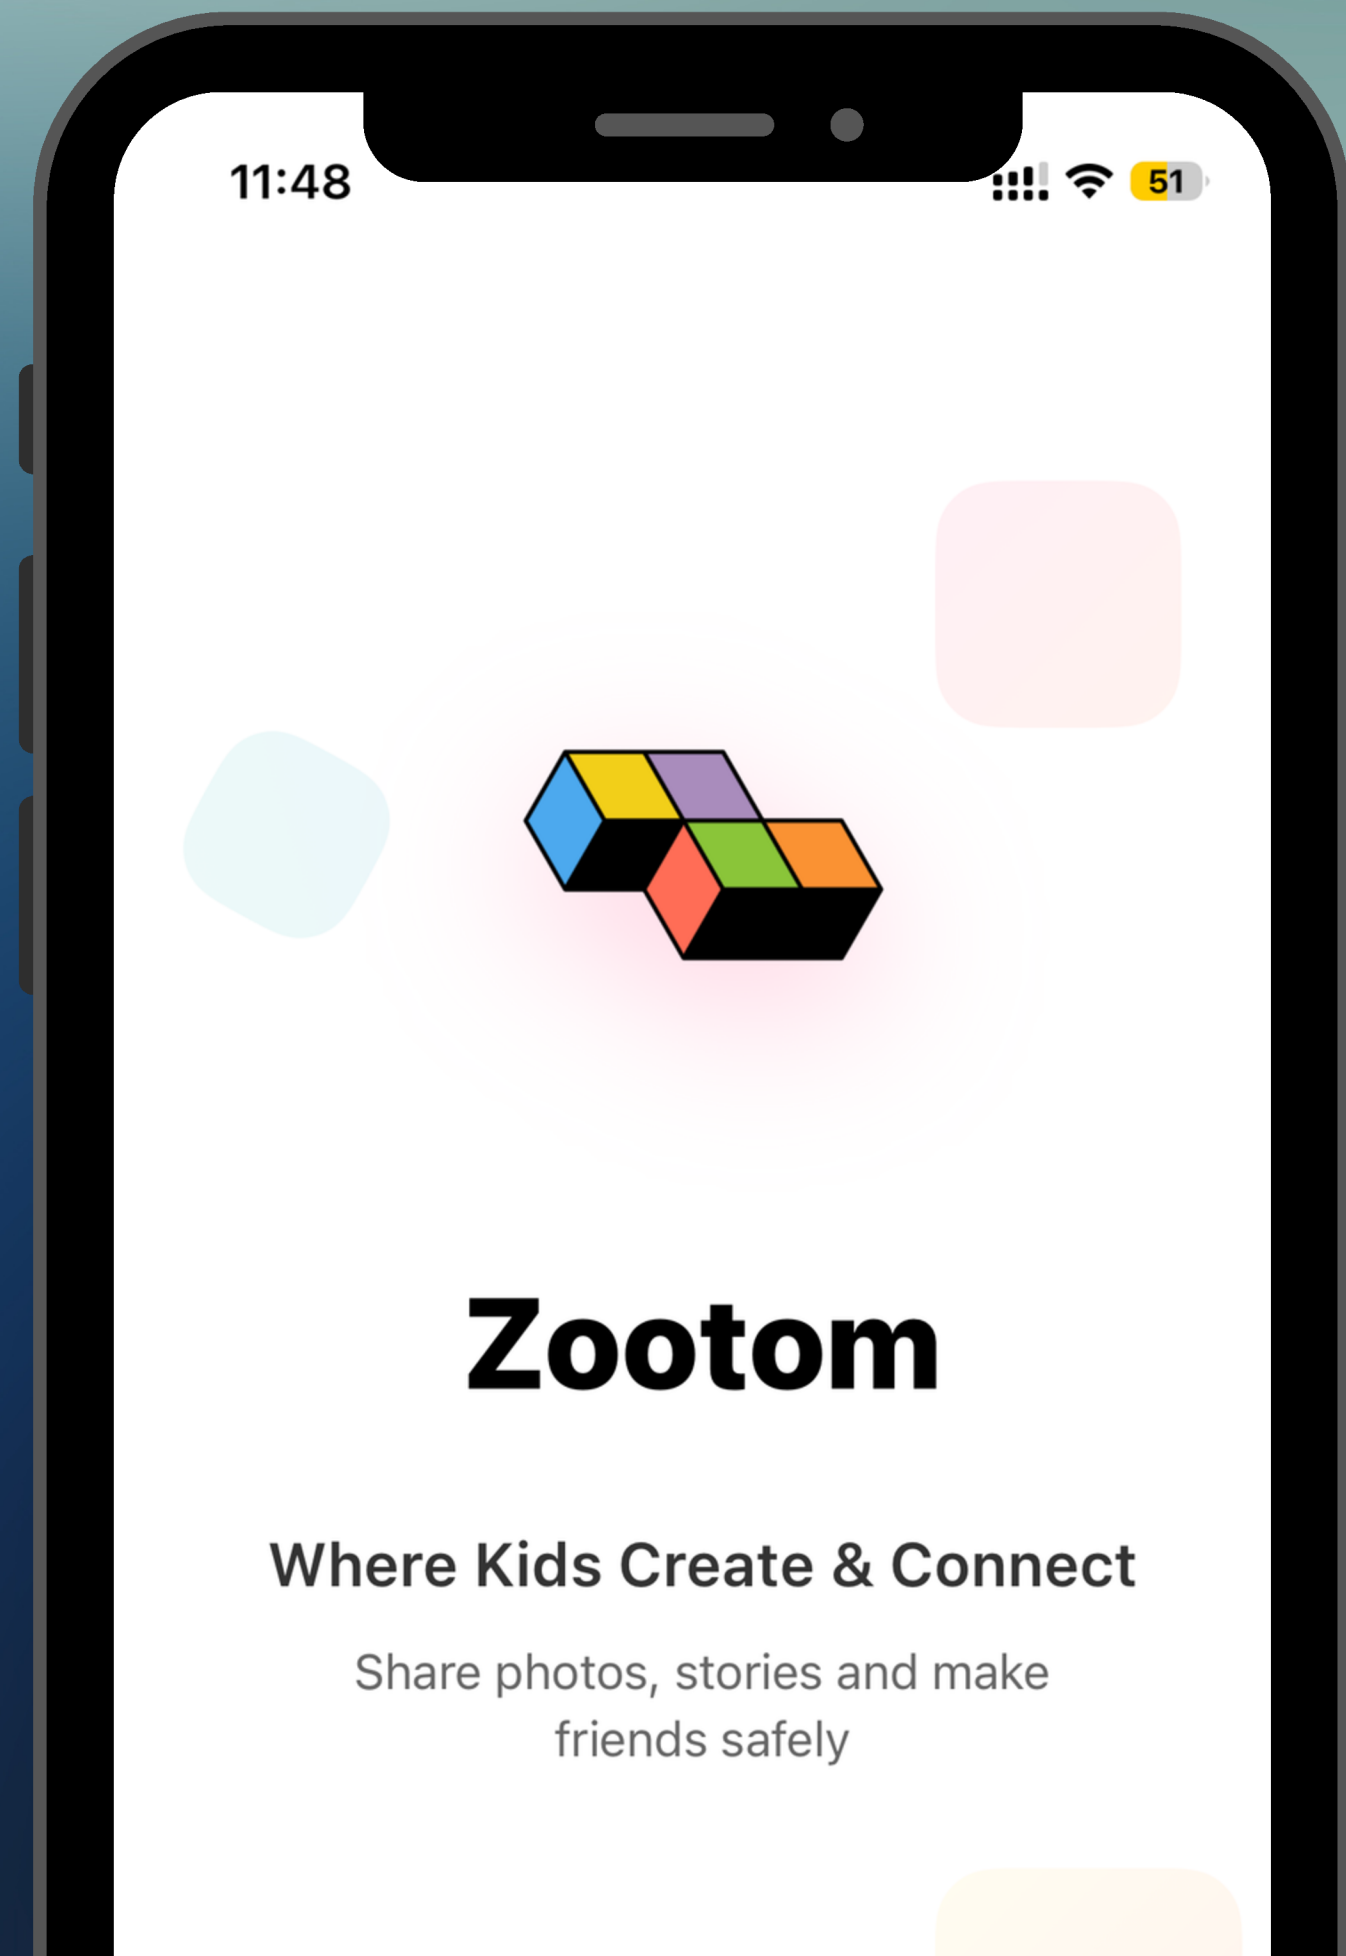 11:48
51
Zootom
Where Kids Create & Connect
Share photos, stories and make
friends safely